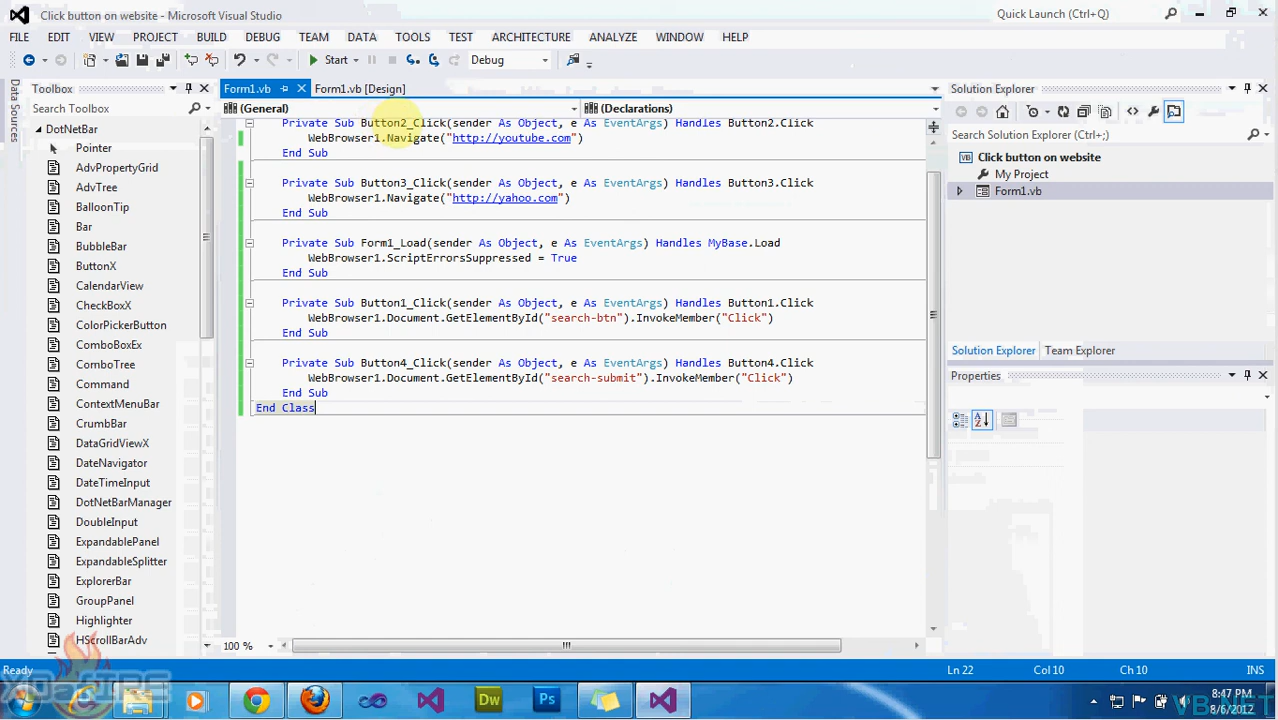 Click button on website - Microsoft Visual Studio
Quick Launch (Ctrl+Q)
FILE EDIT VIEW PROJECT BUILD DEBUG TEAM DATA TOOLS TEST ARCHITECTURE ANALYZE WINDOW HELP
Start Debug
Data Sources
Toolbox
Search Toolbox
DotNetBar
Pointer
AdvPropertyGrid
AdvTree
BalloonTip
Bar
BubbleBar
ButtonX
CalendarView
CheckBoxX
ColorPickerButton
ComboBoxEx
ComboTree
Command
ContextMenuBar
CrumbBar
DataGridViewX
DateNavigator
DateTimeInput
DotNetBarManager
DoubleInput
ExpandablePanel
ExpandableSplitter
ExplorerBar
GroupPanel
Highlighter
HScrollBarAdv
Form1.vb Form1.vb [Design]
(General) (Declarations)
Private Sub Button2_Click(sender As Object, e As EventArgs) Handles Button2.Click
WebBrowser1.Navigate("http://youtube.com")
End Sub
Private Sub Button3_Click(sender As Object, e As EventArgs) Handles Button3.Click
WebBrowser1.Navigate("http://yahoo.com")
End Sub
Private Sub Form1_Load(sender As Object, e As EventArgs) Handles MyBase.Load
WebBrowser1.ScriptErrorsSuppressed = True
End Sub
Private Sub Button1_Click(sender As Object, e As EventArgs) Handles Button1.Click
WebBrowser1.Document.GetElementById("search-btn").InvokeMember("Click")
End Sub
Private Sub Button4_Click(sender As Object, e As EventArgs) Handles Button4.Click
WebBrowser1.Document.GetElementById("search-submit").InvokeMember("Click")
End Sub
End Class
100 %
Solution Explorer
Search Solution Explorer (Ctrl+;)
VB Click button on website
My Project
Form1.vb
Solution Explorer Team Explorer
Properties
Ready Ln 22 Col 10 Ch 10 INS
Dw Ps
8:47 PM
8/6/2012
VB.NET